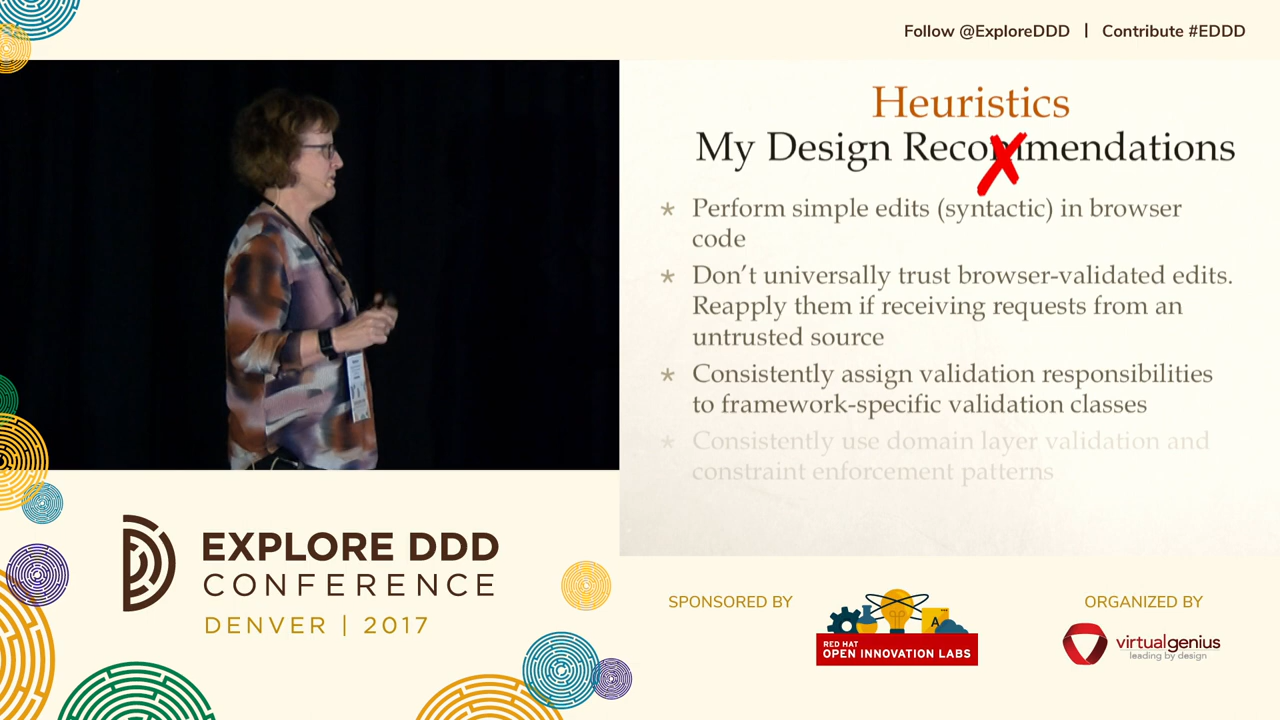 Follow @ExploreDDD | Contribute #EDDD
Heuristics
My Design Recommendations
* Perform simple edits (syntactic) in browser
code
* Don't universally trust browser-validated edits.
Reapply them if receiving requests from an
untrusted source
* Consistently assign validation responsibilities
to framework-specific validation classes
* Consistently use domain layer validation and
constraint enforcement patterns
EXPLORE DDD
CONFERENCE
DENVER | 2017
SPONSORED BY
RED HAT
OPEN INNOVATION LABS
A
ORGANIZED BY
virtualgenius
leading by design